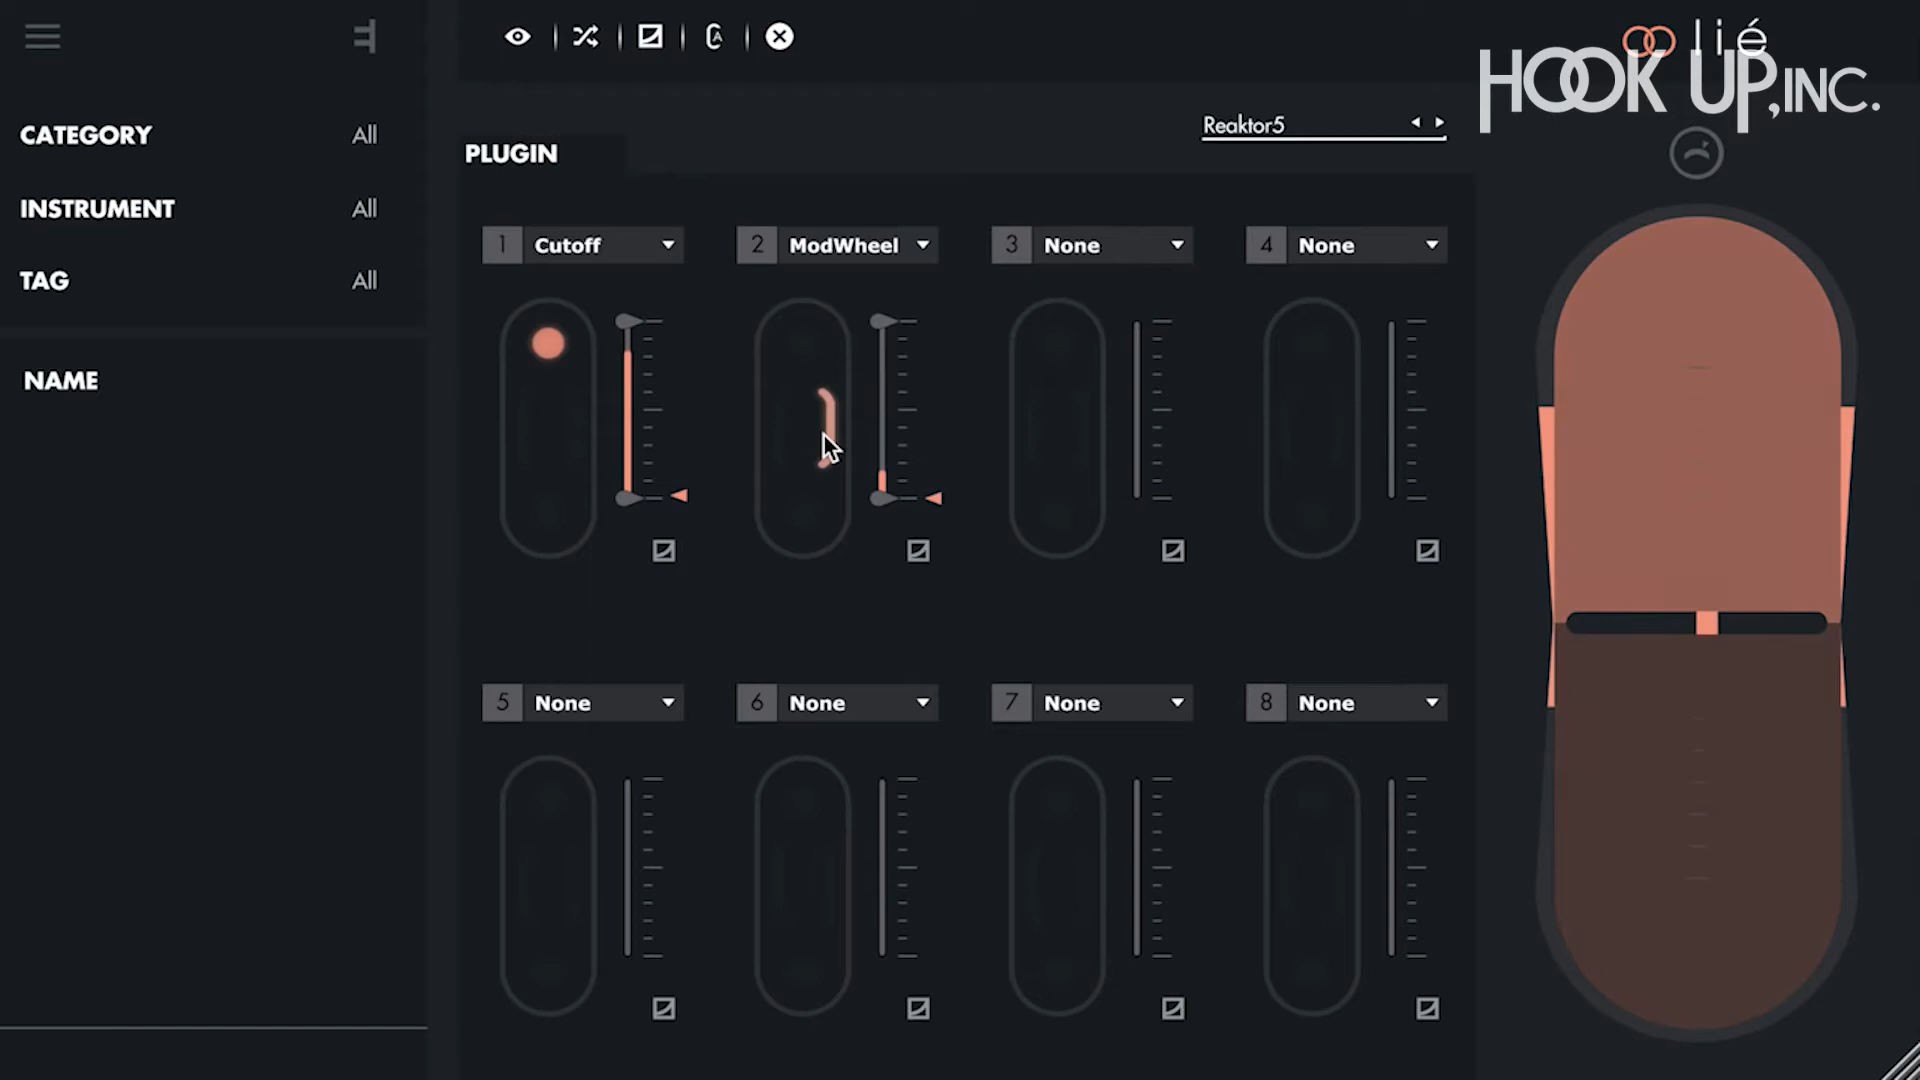 lié
HOOK UP, INC.
CATEGORY All
INSTRUMENT All
TAG All
NAME
Reaktor5
PLUGIN
1 Cutoff
2 ModWheel
3 None
4 None
5 None
6 None
7 None
8 None
A